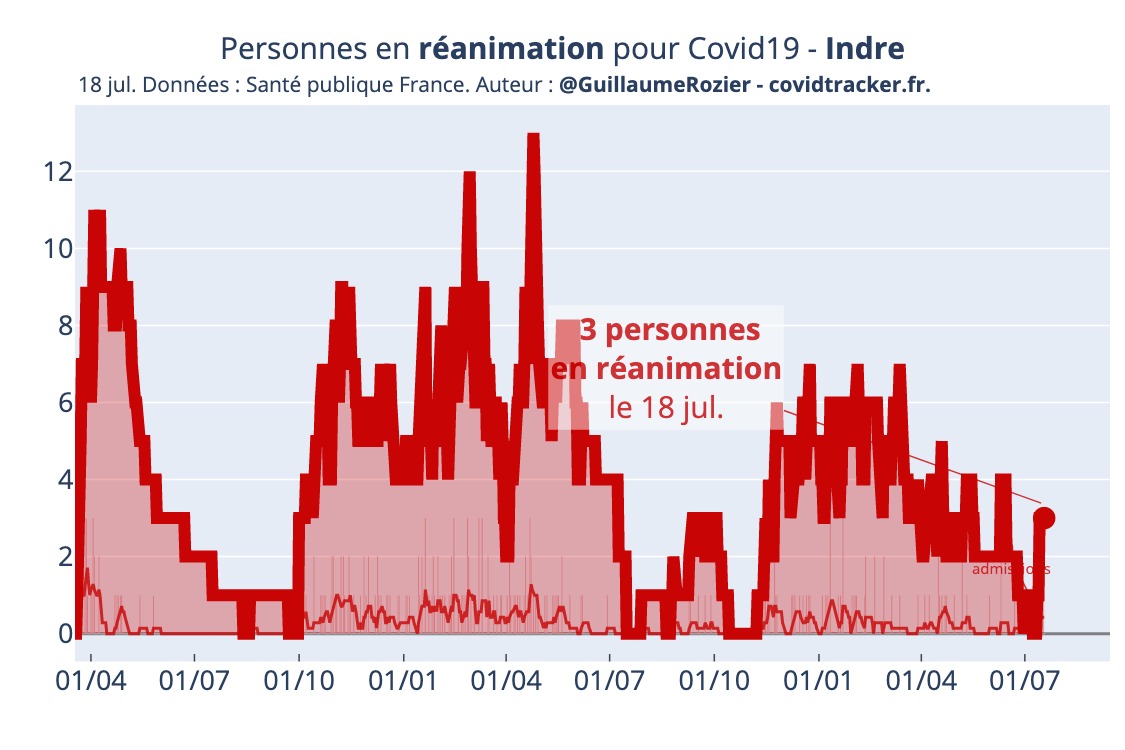 Personnes en réanimation pour Covid19 - Indre
18 jul. Données : Santé publique France. Auteur : @GuillaumeRozier - covidtracker.fr.
12
10
8
6
4
2
0
3 personnes
en réanimation
le 18 jul.
admissions
01/04 01/07 01/10 01/01 01/04 01/07 01/10 01/01 01/04 01/07